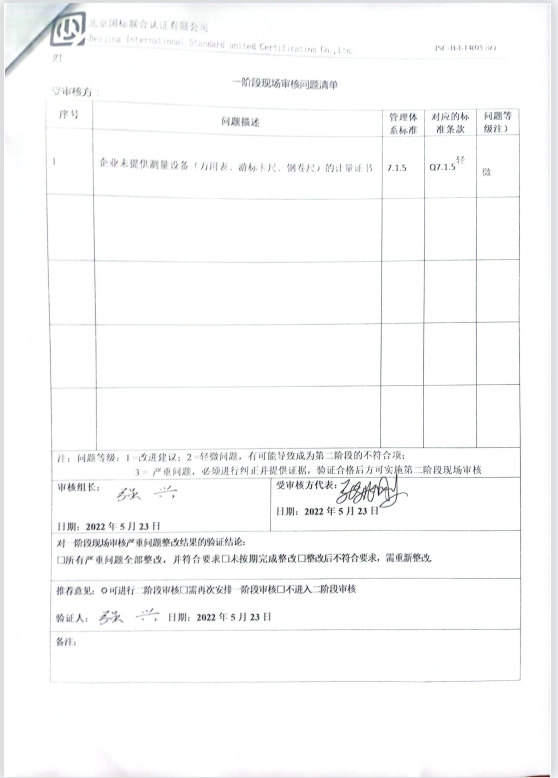 北京国标联合认证有限公司
Beijing International Standard united Certification Co.,Ltd.
ISC-B-I-14(05版)
附
一阶段现场审核问题清单
受审核方：
序号
问题描述
管理体系标准
对应的标准条款
问题等级注）
1
企业未提供测量设备（万用表、游标卡尺、钢卷尺）的计量证书
7.1.5
Q7.1.5
轻
微
注：问题等级：1 =改进建议；2 =轻微问题，有可能导致成为第二阶段的不符合项；
3 = 严重问题，必须进行纠正并提供证据，验证合格后方可实施第二阶段现场审核
审核组长： 强 兴
受审核方代表：
日期：2022 年 5 月 23 日
日期：2022 年 5 月 23 日
对一阶段现场审核严重问题整改结果的验证结论：
□所有严重问题全部整改，并符合要求□未按期完成整改□整改后不符合要求，需重新整改.
推荐意见：✪可进行二阶段审核□需再次安排一阶段审核□不进入二阶段审核
验证人： 强 兴 日期：2022 年 5 月 23 日
备注：